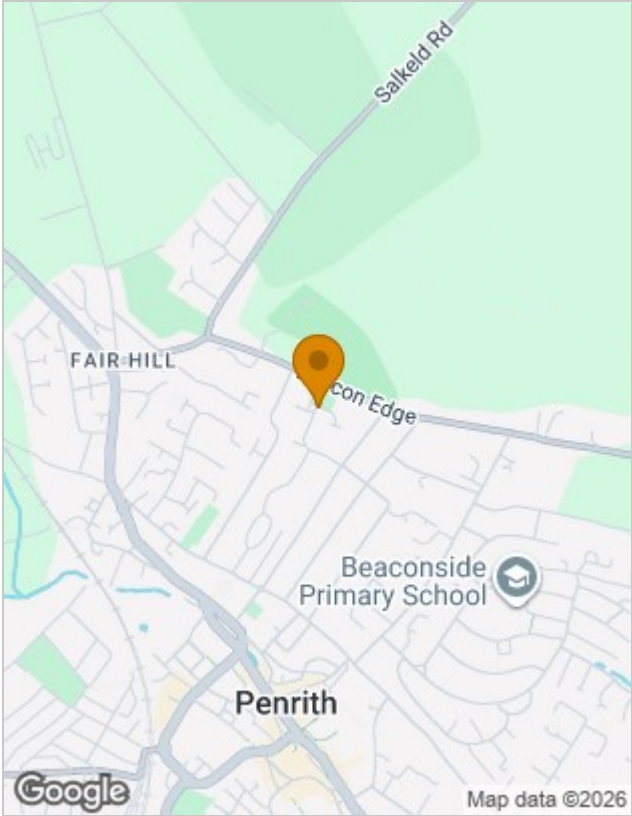 Salkeld Rd
FAIR HILL
con Edge
Beaconside
Primary School
Penrith
Google
Map data ©2026